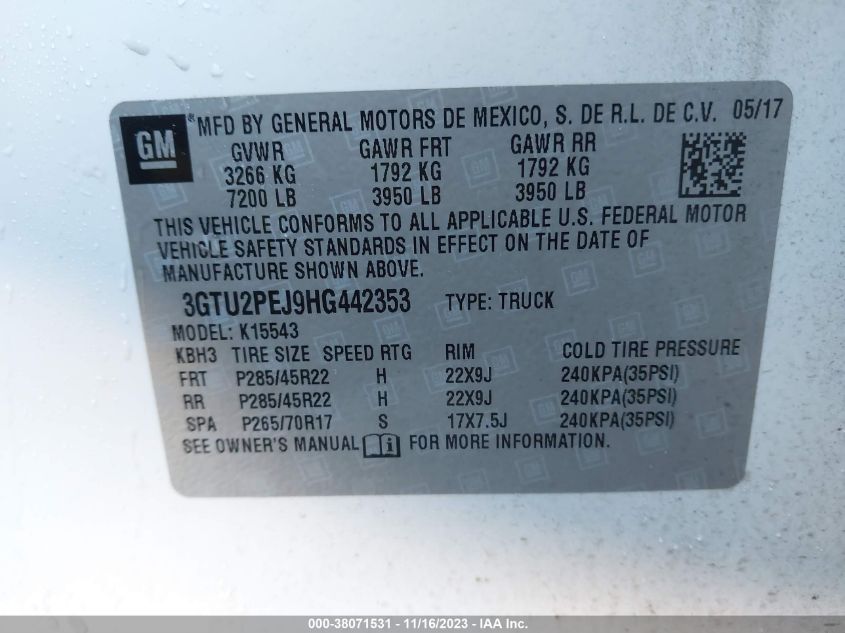 GM ® MFD BY GENERAL MOTORS DE MEXICO, S. DE R.L. DE C.V. 05/17
GVWR GAWR FRT GAWR RR
3266 KG 1792 KG 1792 KG
7200 LB 3950 LB 3950 LB
THIS VEHICLE CONFORMS TO ALL APPLICABLE U.S. FEDERAL MOTOR
VEHICLE SAFETY STANDARDS IN EFFECT ON THE DATE OF
MANUFACTURE SHOWN ABOVE.
3GTU2PEJ9HG442353 TYPE: TRUCK
MODEL: K15543
KBH3 TIRE SIZE SPEED RTG RIM COLD TIRE PRESSURE
FRT P285/45R22 H 22X9J 240KPA(35PSI)
RR P285/45R22 H 22X9J 240KPA(35PSI)
SPA P265/70R17 S 17X7.5J 240KPA(35PSI)
SEE OWNER'S MANUAL i FOR MORE INFORMATION.
000-38071531 - 11/16/2023 - IAA Inc.